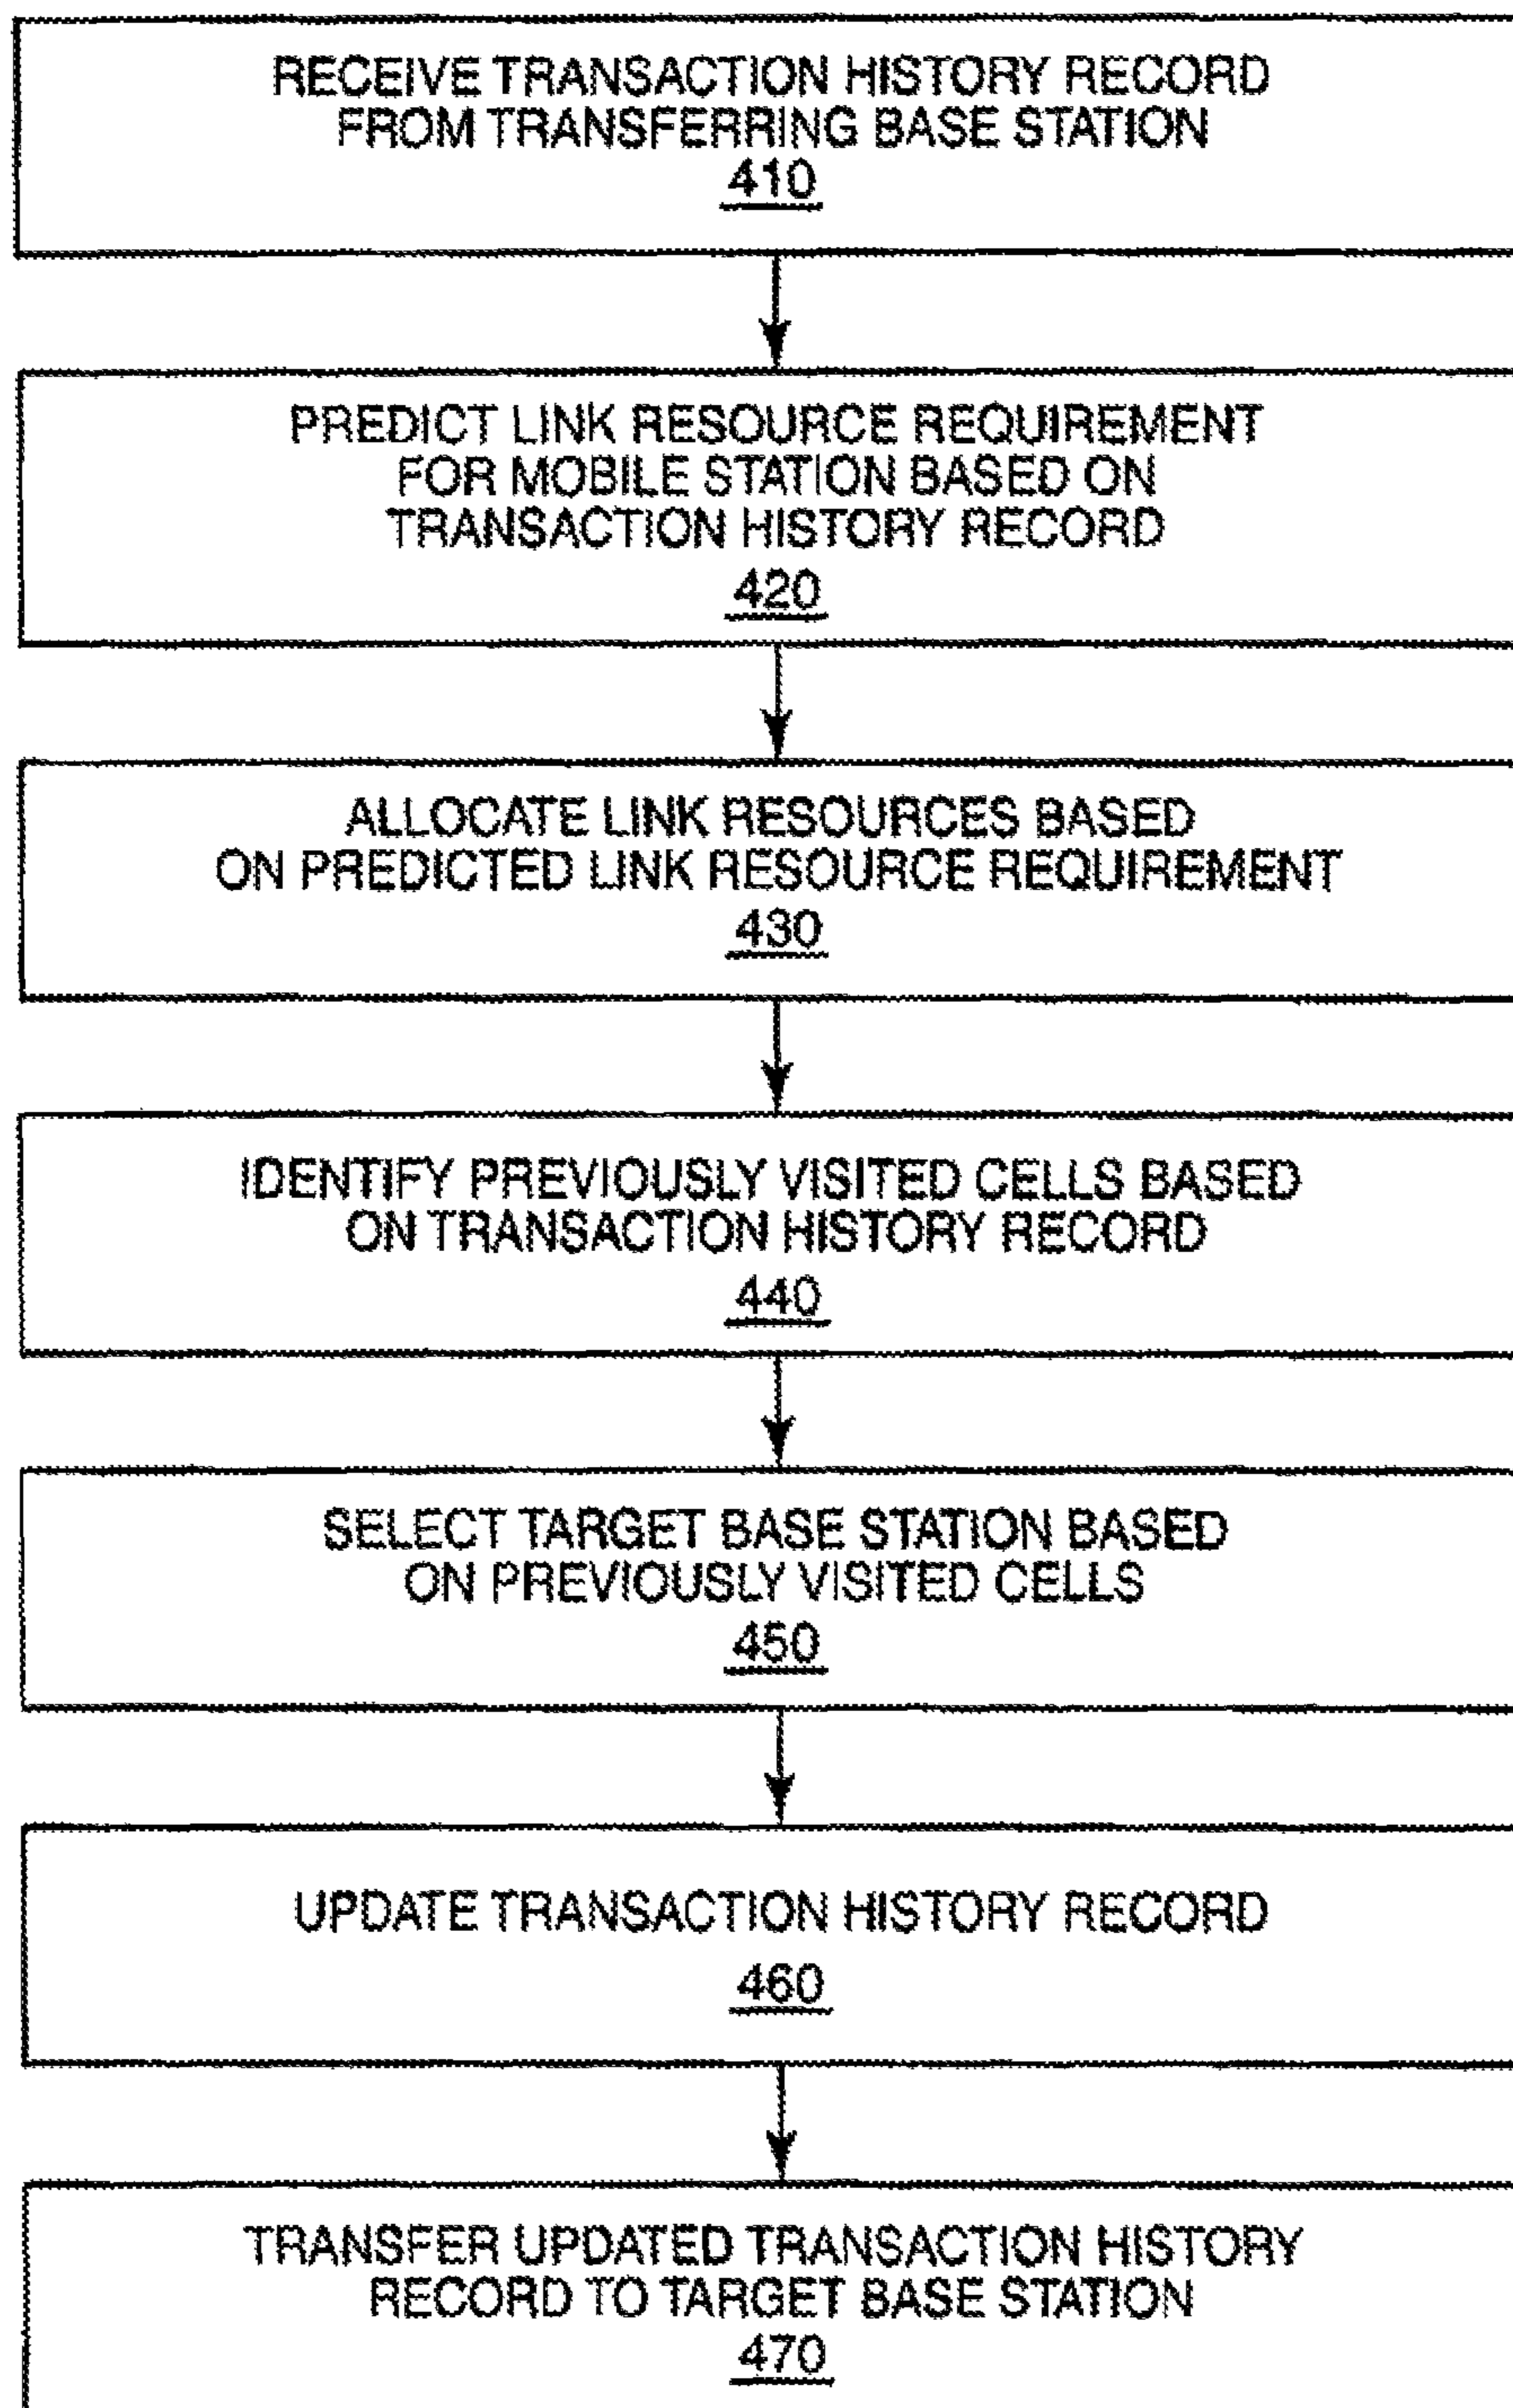 RECEIVE TRANSACTION HISTORY RECORD
FROM TRANSFERRING BASE STATION
410
PREDICT LINK RESOURCE REQUIREMENT
FOR MOBILE STATION BASED ON
TRANSACTION HISTORY RECORD
420
ALLOCATE LINK RESOURCES BASED
ON PREDICTED LINK RESOURCE REQUIREMENT
430
IDENTIFY PREVIOUSLY VISITED CELLS BASED
ON TRANSACTION HISTORY RECORD
440
SELECT TARGET BASE STATION BASED
ON PREVIOUSLY VISITED CELLS
450
UPDATE TRANSACTION HISTORY RECORD
460
TRANSFER UPDATED TRANSACTION HISTORY
RECORD TO TARGET BASE STATION
470